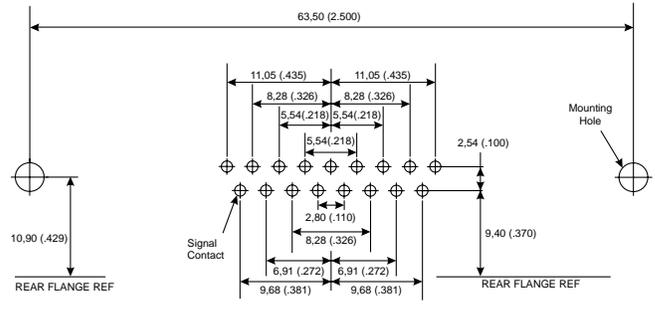 63,50 (2.500)
11,05 (.435)
11,05 (.435)
8,28 (.326)
8,28 (.326)
5,54(.218)
5,54(.218)
5,54(.218)
Mounting
Hole
2,54 (.100)
2,80 (.110)
10,90 (.429)
Signal
Contact
8,28 (.326)
9,40 (.370)
6,91 (.272)
6,91 (.272)
9,68 (.381)
9,68 (.381)
REAR FLANGE REF
REAR FLANGE REF